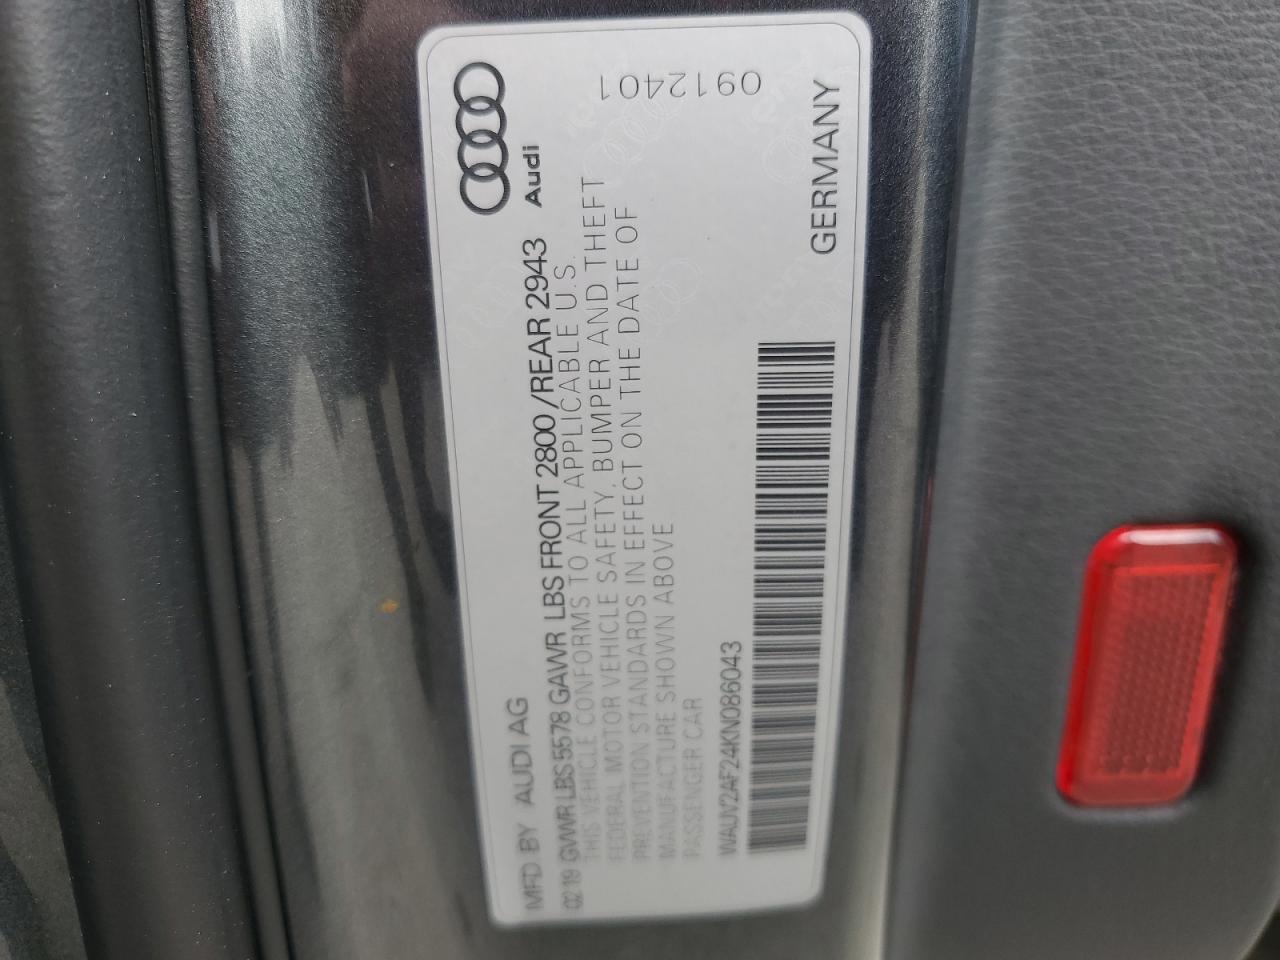 MFD BY AUDI AG
Audi
02 19 GVWR LBS 5578 GAWR LBS FRONT 2800 /REAR 2943
THIS VEHICLE CONFORMS TO ALL APPLICABLE U.S.
FEDERAL MOTOR VEHICLE SAFETY, BUMPER AND THEFT
PREVENTION STANDARDS IN EFFECT ON THE DATE OF
MANUFACTURE SHOWN ABOVE
PASSENGER CAR
WAUV2AF24KN086043
GERMANY
0912401